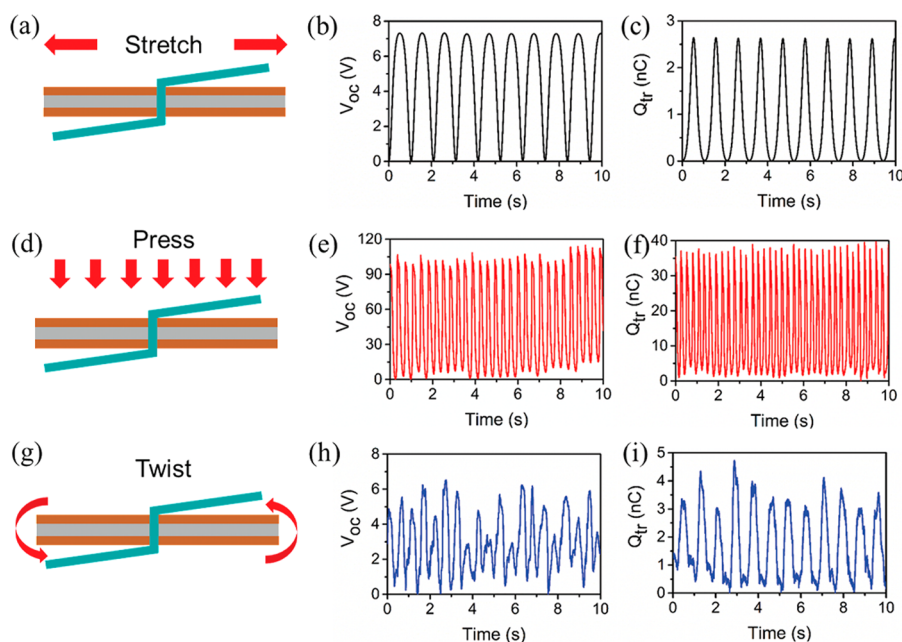 (a)
Stretch
(b)
V_oc (V)
8
6
4
2
0
0 2 4 6 8 10
Time (s)
(c)
Q_tr (nC)
3
2
1
0
0 2 4 6 8 10
Time (s)
(d)
Press
(e)
V_oc (V)
120
90
60
30
0
0 2 4 6 8 10
Time (s)
(f)
Q_tr (nC)
40
30
20
10
0
0 2 4 6 8 10
Time (s)
(g)
Twist
(h)
V_oc (V)
8
6
4
2
0
0 2 4 6 8 10
Time (s)
(i)
Q_tr (nC)
5
4
3
2
1
0
0 2 4 6 8 10
Time (s)